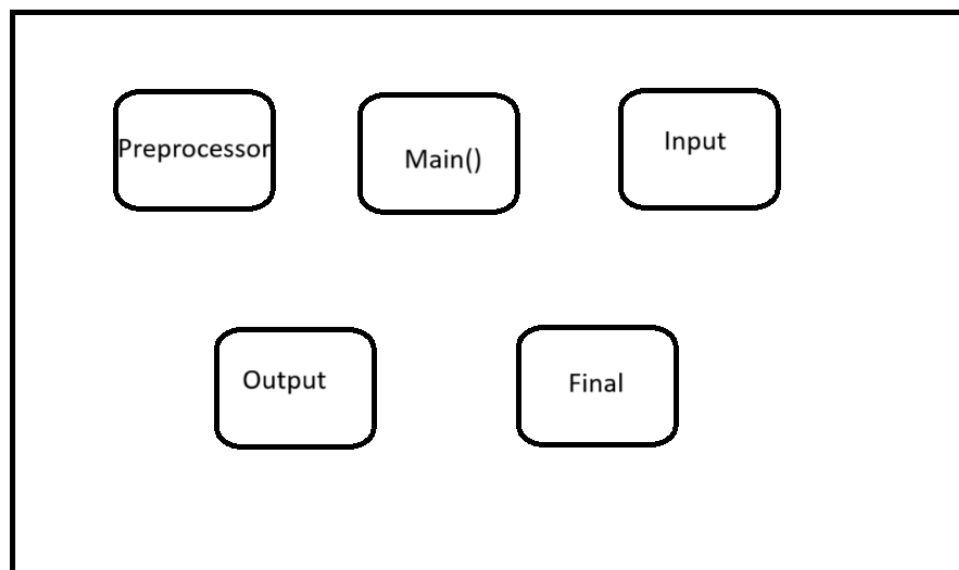 Preprocessor
Main()
Input
Output
Final